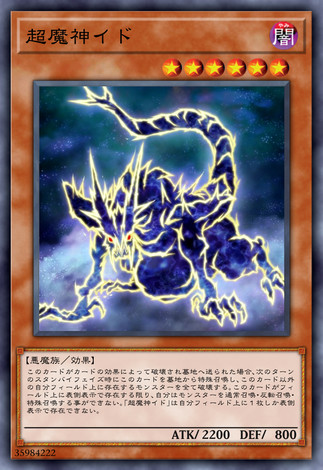 超魔神イド
闇
やみ
【悪魔族／効果】
このカードがカードの効果によって破壊され墓地へ送られた場合、次のターン
のスタンバイフェイズ時にこのカードを墓地から特殊召喚し、このカード以外
の自分フィールド上に存在するモンスターを全て破壊する。このカードがフィ
ールド上に表側表示で存在する限り、自分はモンスターを通常召喚・反転召喚・
特殊召喚する事ができない。「超魔神イド」は自分フィールド上に１枚しか表側
表示で存在できない。
ATK/ 2200 DEF/ 800
35984222